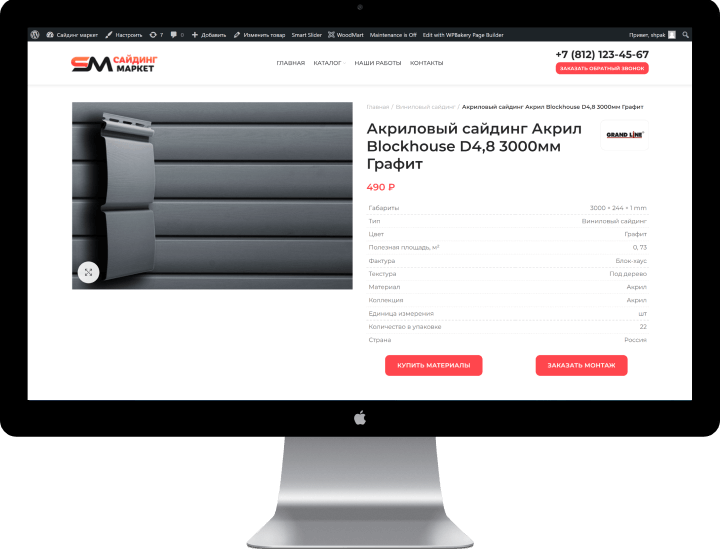 Сайдинг маркет Настроить 7 0 Добавить Изменить товар Smart Slider WoodMart Maintenance is Off Edit with WPBakery Page Builder Привет, shpak
SM САЙДИНГ
МАРКЕТ
ГЛАВНАЯ КАТАЛОГ НАШИ РАБОТЫ КОНТАКТЫ
+7 (812) 123-45-67
ЗАКАЗАТЬ ОБРАТНЫЙ ЗВОНОК
Главная / Виниловый сайдинг / Акриловый сайдинг Акрил Blockhouse D4,8 3000мм Графит
Акриловый сайдинг Акрил
Blockhouse D4,8 3000мм
Графит
GRAND LINE
490 ₽
Габариты 3000 × 244 × 1 mm
Тип Виниловый сайдинг
Цвет Графит
Полезная площадь, м² 0, 73
Фактура Блок-хаус
Текстура Под дерево
Материал Акрил
Коллекция Акрил
Единица измерения шт
Количество в упаковке 22
Страна Россия
КУПИТЬ МАТЕРИАЛЫ ЗАКАЗАТЬ МОНТАЖ